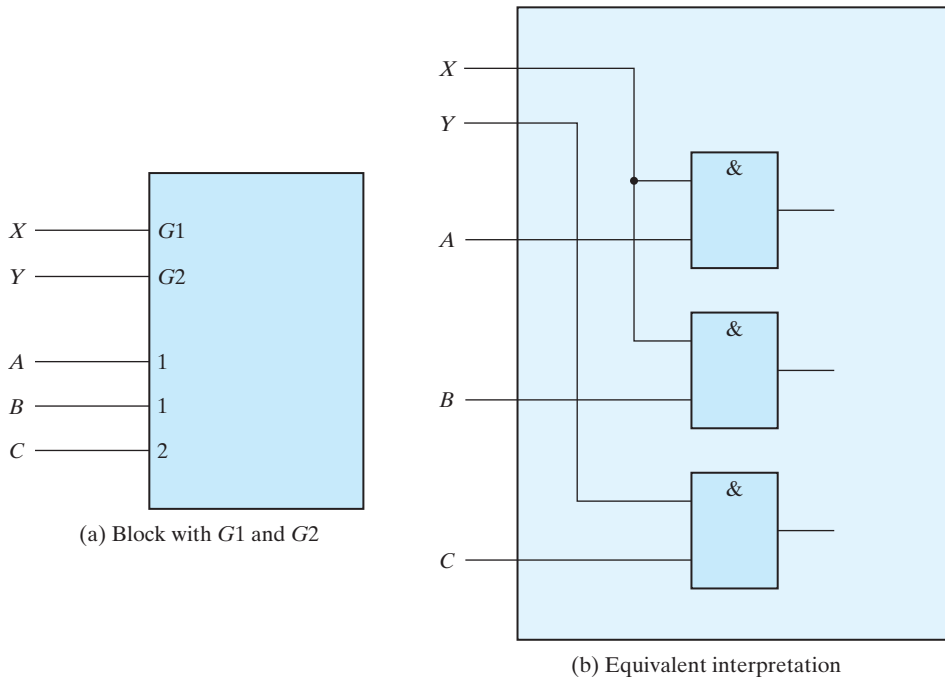 X G1
Y G2
A 1
B 1
C 2
(a) Block with G1 and G2
X
Y
&
A
&
B
&
C
(b) Equivalent interpretation